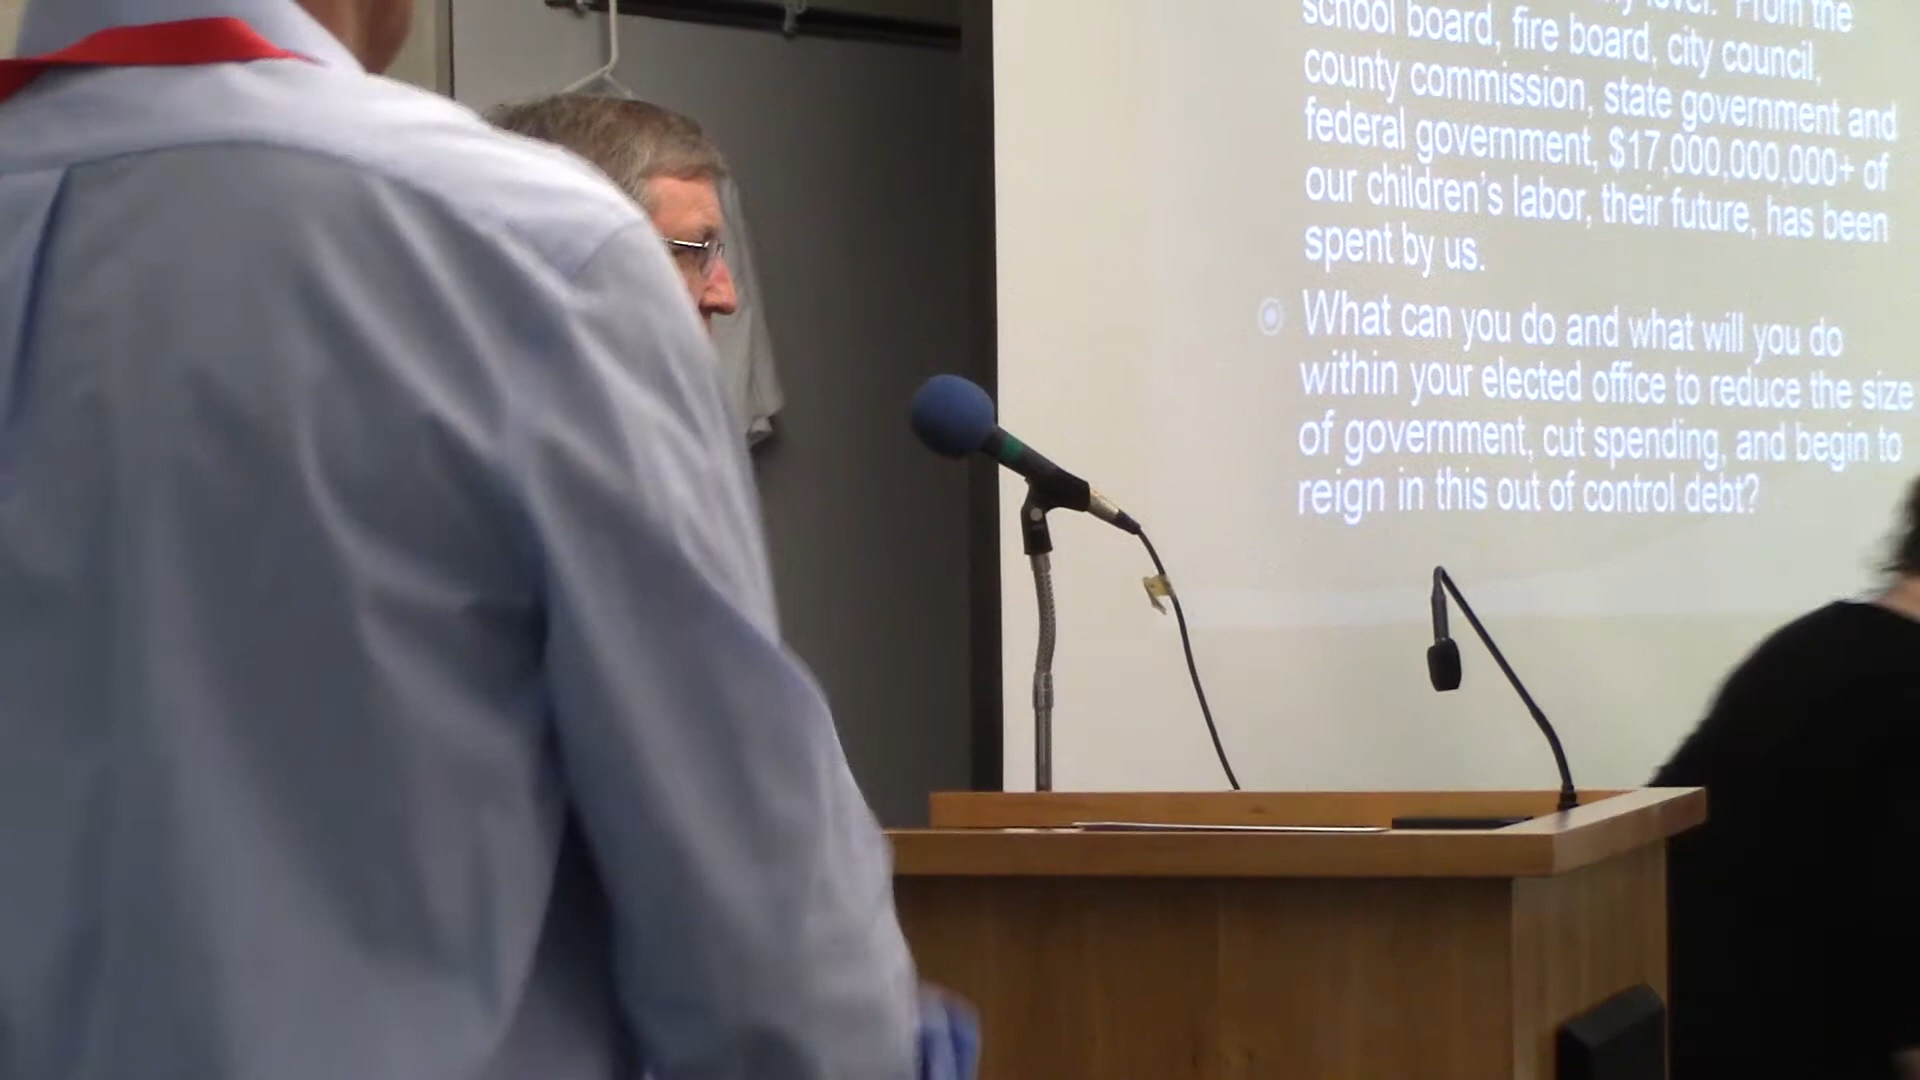 level. From the
school board, fire board, city council,
county commission, state government and
federal government, $17,000,000,000+ of
our children's labor, their future, has been
spent by us.
What can you do and what will you do
within your elected office to reduce the size
of government, cut spending, and begin to
reign in this out of control debt?